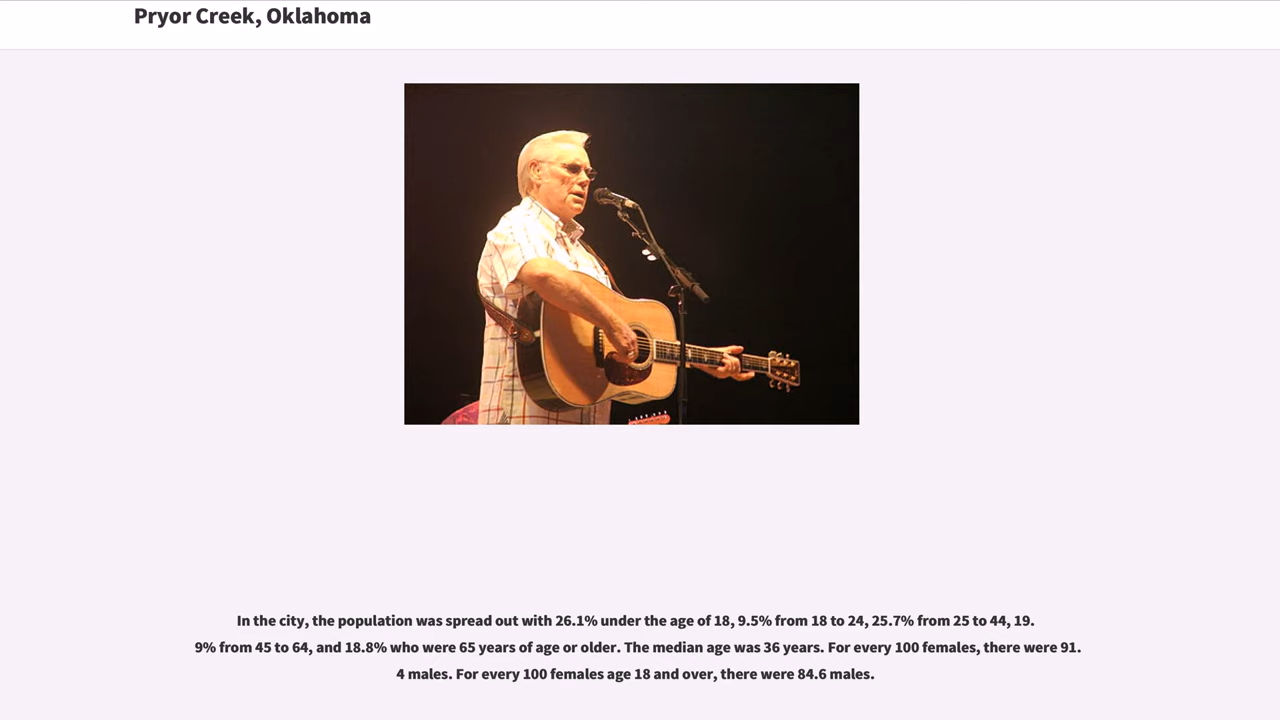 Pryor Creek, Oklahoma
In the city, the population was spread out with 26.1% under the age of 18, 9.5% from 18 to 24, 25.7% from 25 to 44, 19.
9% from 45 to 64, and 18.8% who were 65 years of age or older. The median age was 36 years. For every 100 females, there were 91.
4 males. For every 100 females age 18 and over, there were 84.6 males.